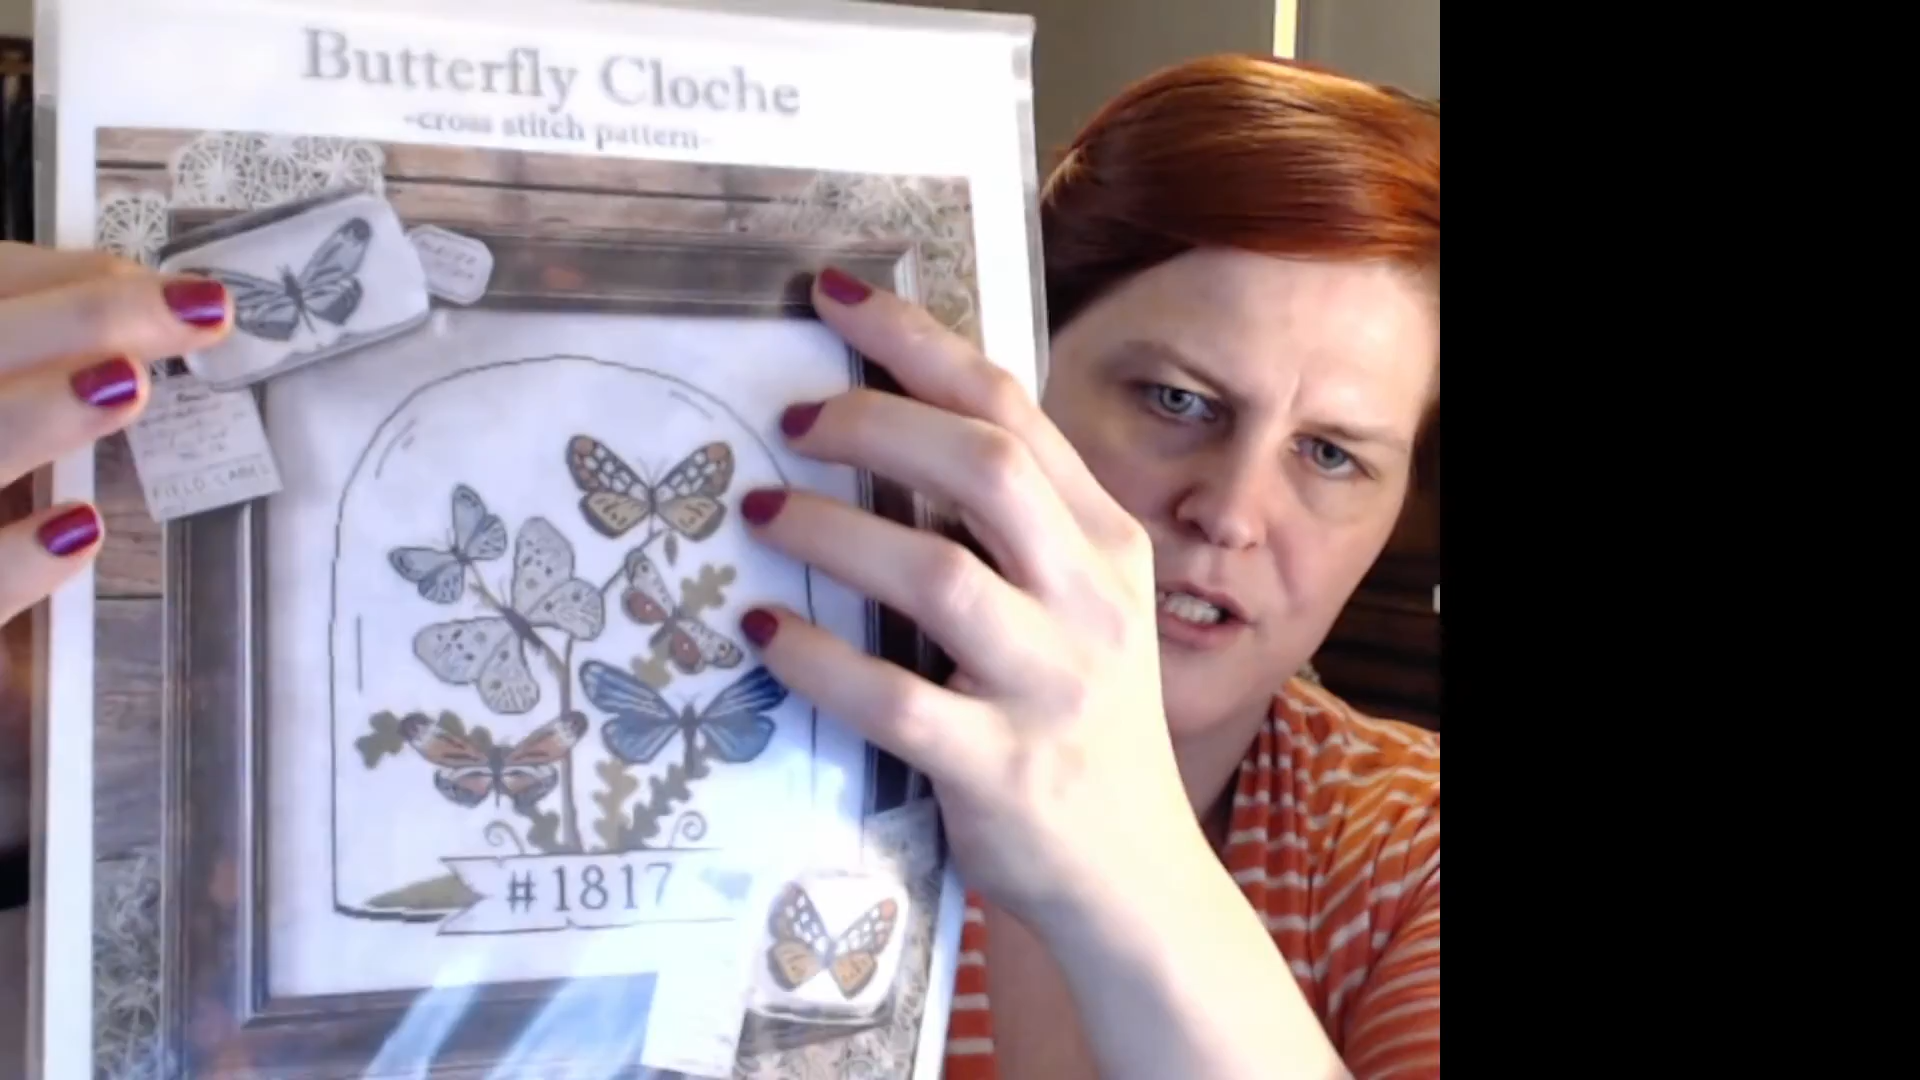 Butterfly Cloche
-cross stitch pattern-
FIELD LABEL
#1817